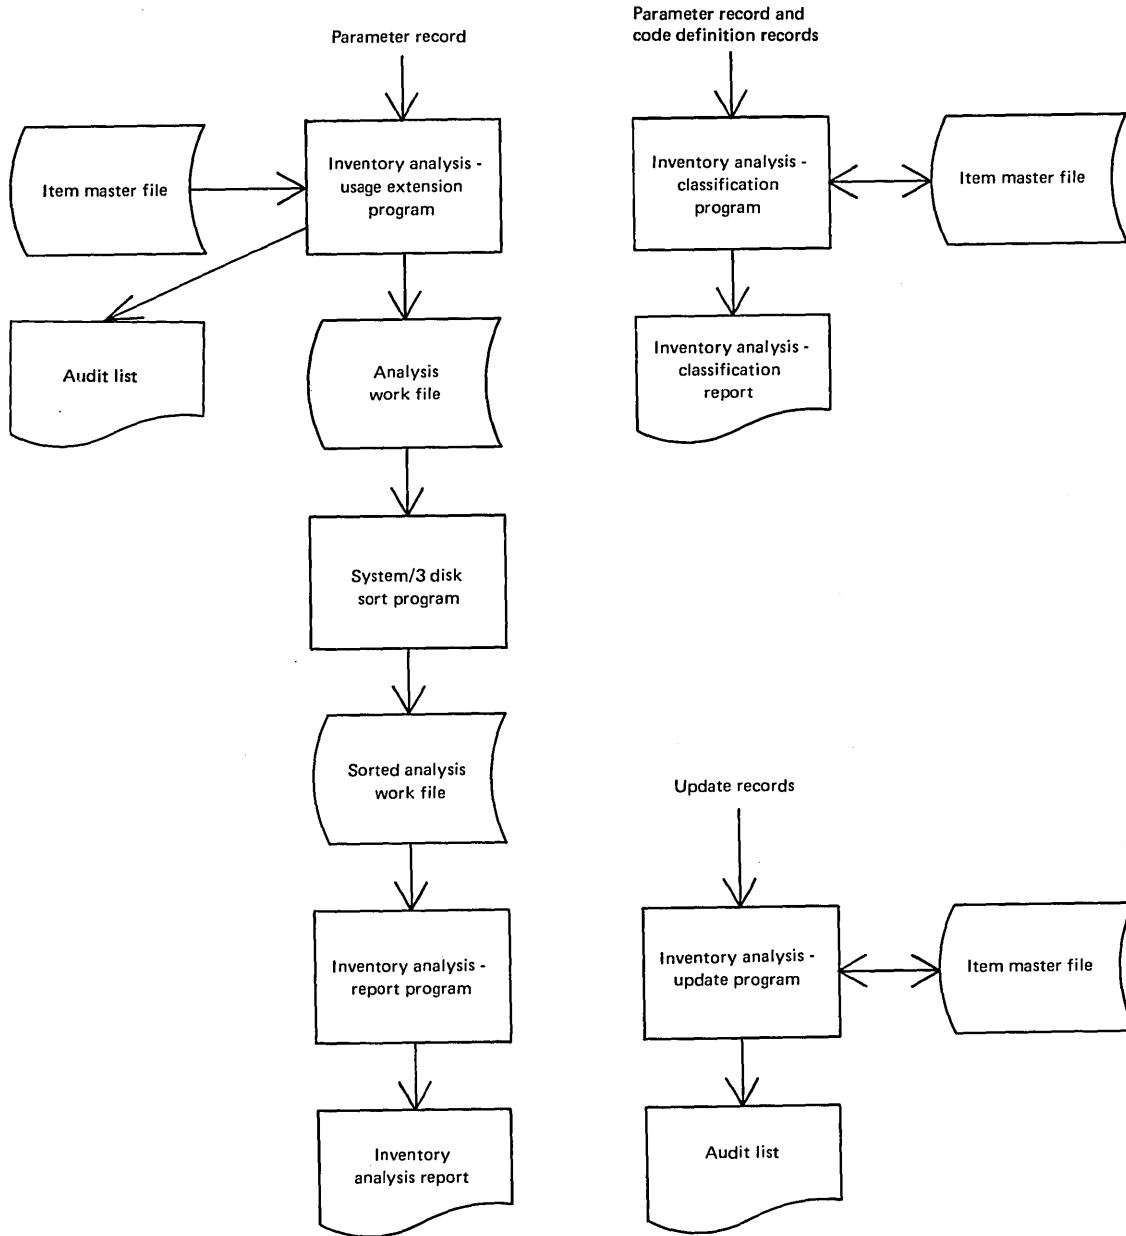 Parameter record
Item master file
Inventory analysis -
usage extension
program
Audit list
Analysis
work file
System/3 disk
sort program
Sorted analysis
work file
Inventory analysis -
report program
Inventory
analysis report
Parameter record and
code definition records
Inventory analysis -
classification
program
Item master file
Inventory analysis -
classification
report
Update records
Inventory analysis -
update program
Item master file
Audit list